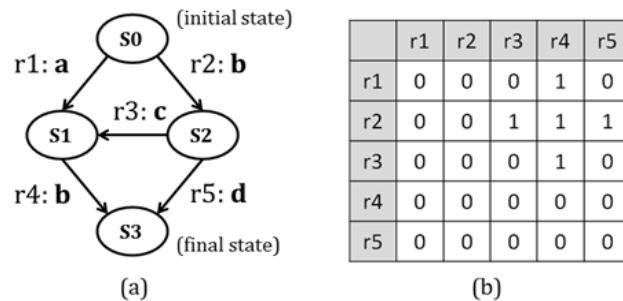 S0 (initial state)
r1: a r2: b
r3: c
S1 S2
r4: b r5: d
S3
(final state)
(a)
r1 r2 r3 r4 r5
r1 0 0 0 1 0
r2 0 0 1 1 1
r3 0 0 0 1 0
r4 0 0 0 0 0
r5 0 0 0 0 0
(b)